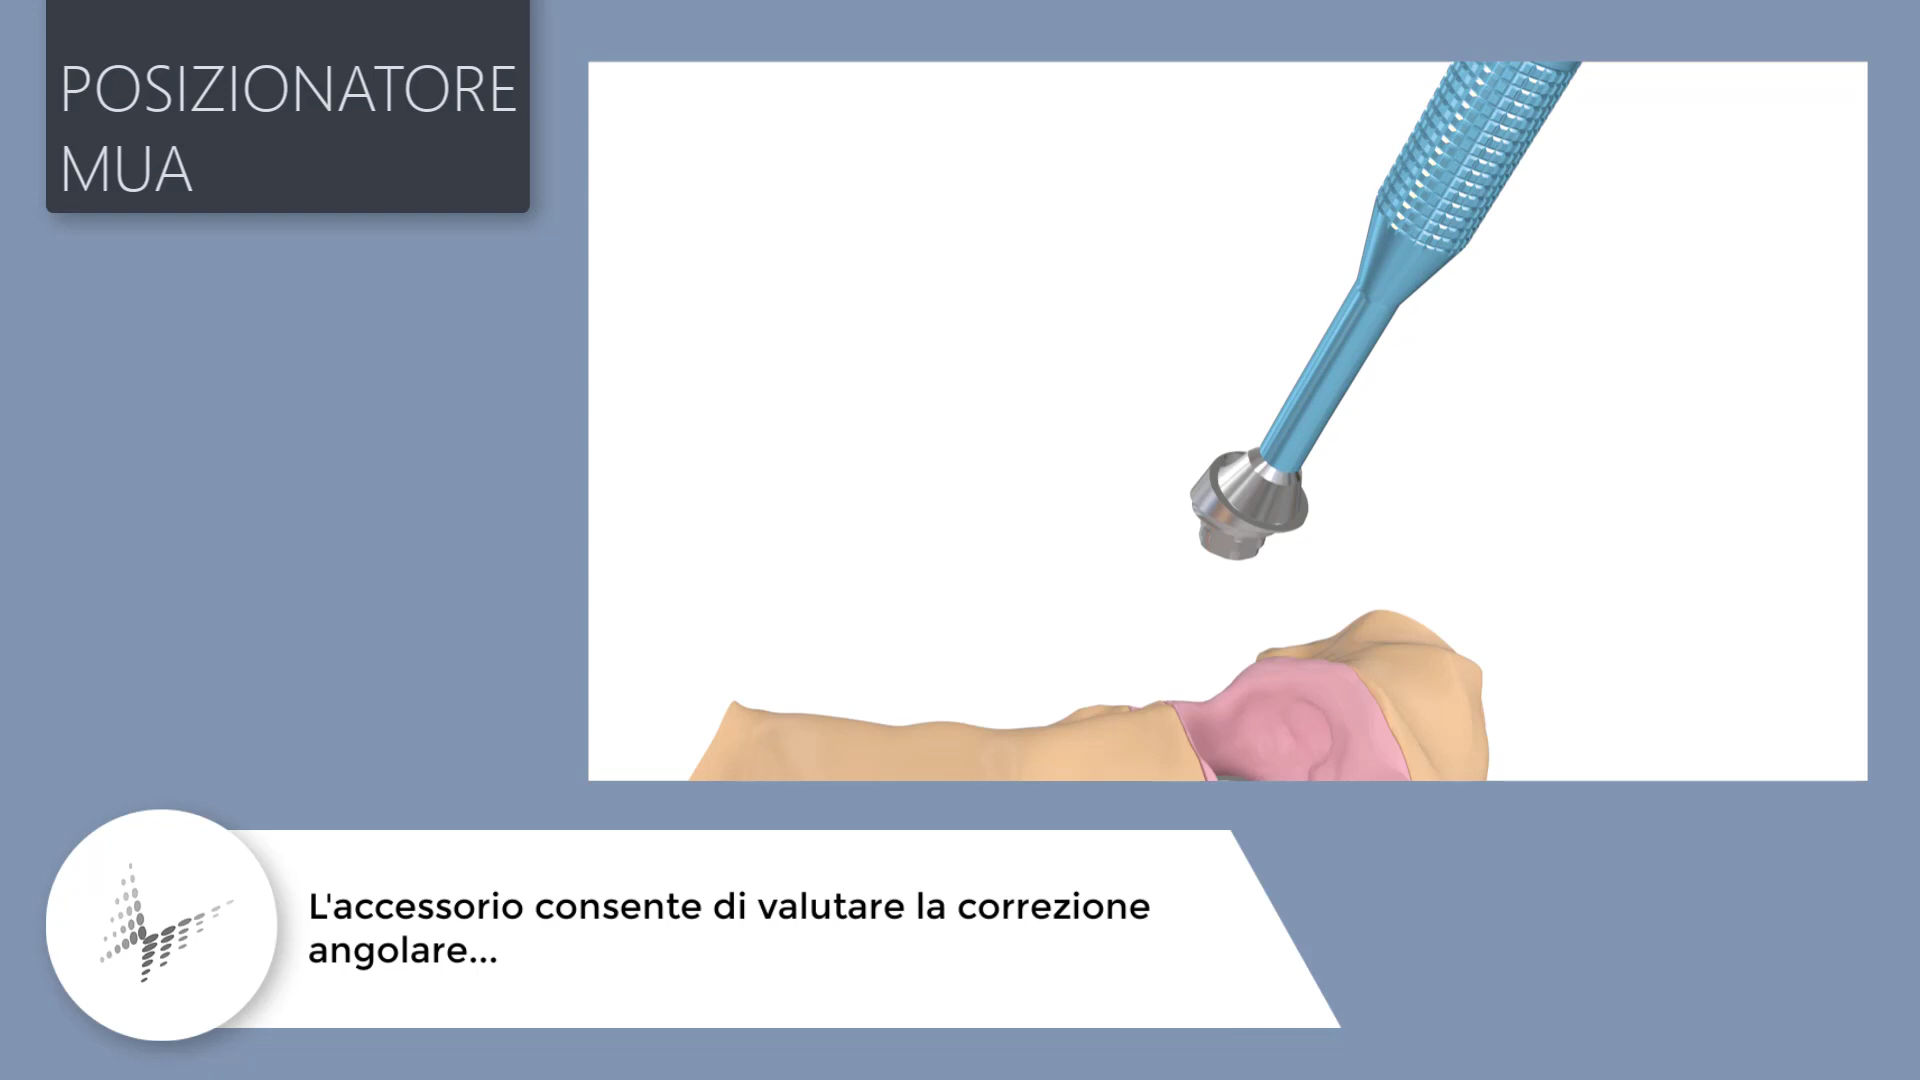 POSIZIONATORE
MUA
L'accessorio consente di valutare la correzione
angolare...